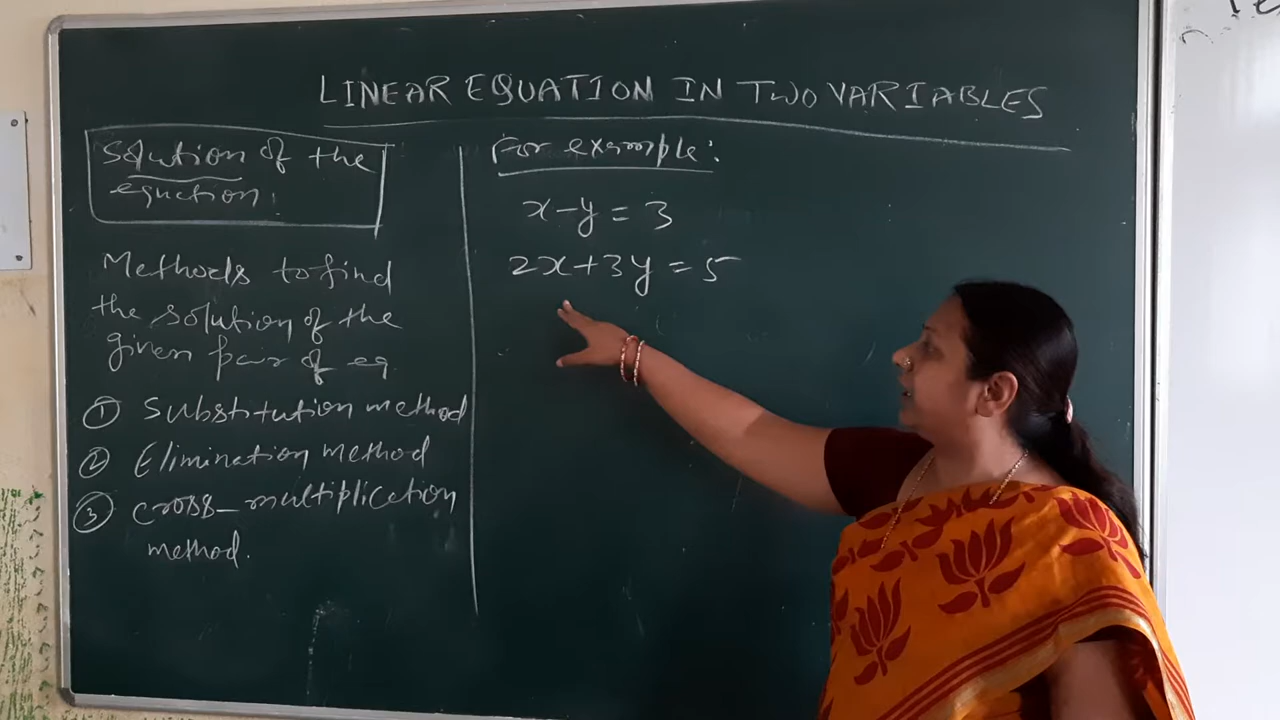 LINEAR EQUATION IN TWO VARIABLES
Solution of the
equation.
Methods to find
the solution of the
given pair of eq.
① Substitution method
② Elimination method
③ cross-multiplication
method.
For example:
x-y=3
2x+3y=5